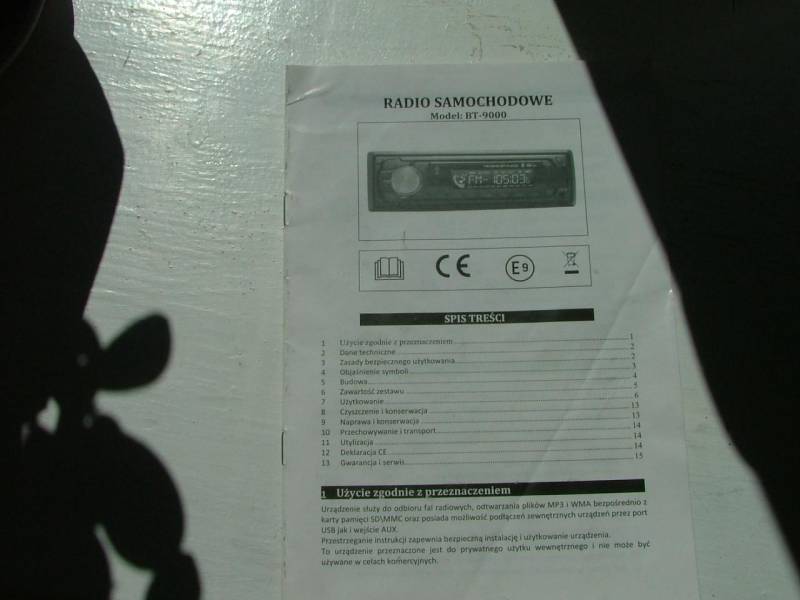 RADIO SAMOCHODOWE
Model: BT-9000
FM- 105:03
CE
E9
SPIS TREŚCI
1 Użycie zgodnie z przeznaczeniem 1
2 Dane techniczne 2
3 Zasady bezpiecznego użytkowania 2
4 Objaśnienie symboli 3
5 Budowa 4
6 Zawartość zestawu 5
7 Użytkowanie 6
8 Czyszczenie i konserwacja 13
9 Naprawa i konserwacja 13
10 Przechowywanie i transport 14
11 Utylizacja 14
12 Deklaracja CE 14
13 Gwarancja i serwis 15
1 Użycie zgodnie z przeznaczeniem
Urządzenie służy do odbioru fal radiowych, odtwarzania plików MP3 i WMA bezpośrednio z
karty pamięci SD\MMC oraz posiada możliwość podłączeń zewnętrznych urządzeń przez port
USB jak i wejście AUX.
Przestrzeganie instrukcji zapewnia bezpieczną instalację i użytkowanie urządzenia.
To urządzenie przeznaczone jest do prywatnego użytku wewnętrznego i nie może być
używane w celach komercyjnych.